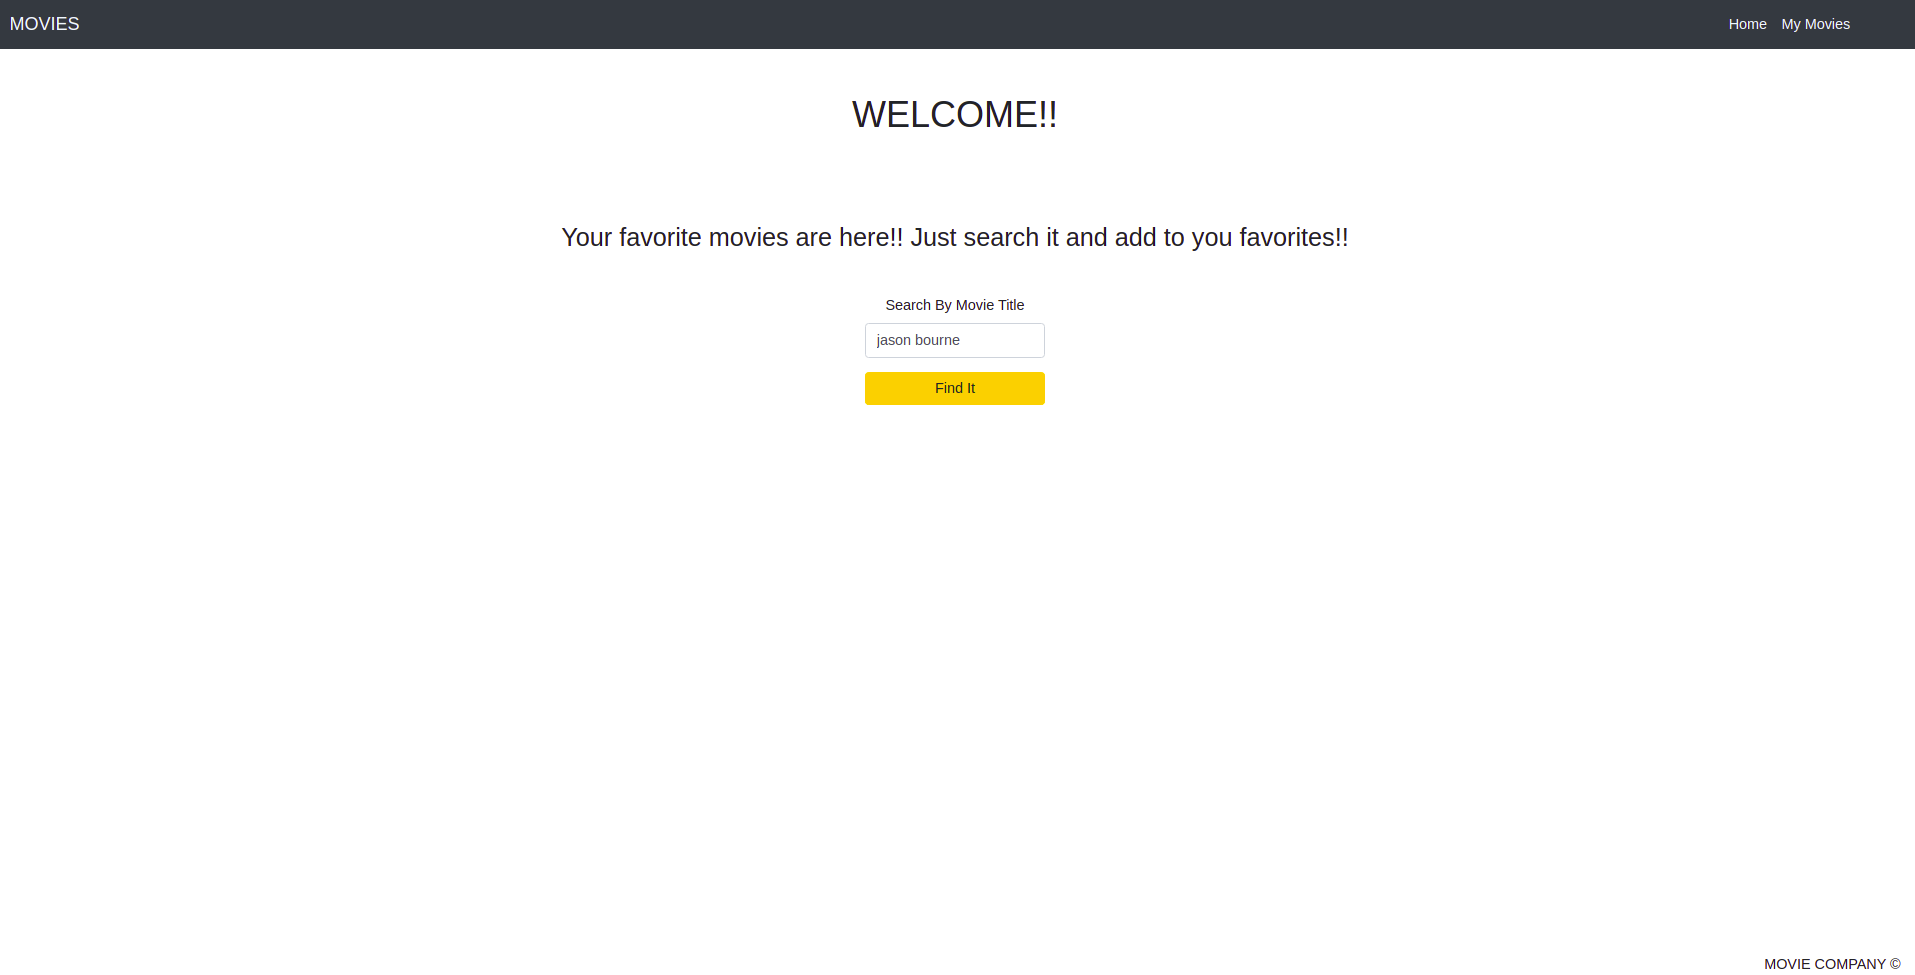 MOVIES
Home My Movies
WELCOME!!
Your favorite movies are here!! Just search it and add to you favorites!!
Search By Movie Title
jason bourne
Find It
MOVIE COMPANY ©